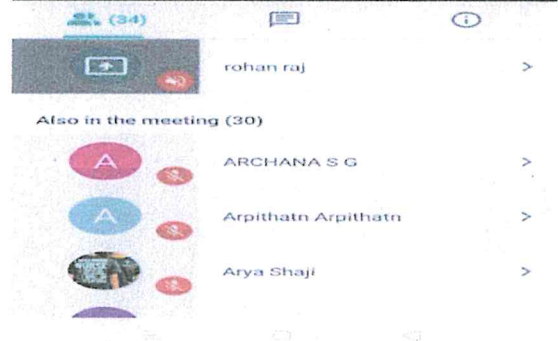 (34)
rohan raj
Also in the meeting (30)
A ARCHANA S G
A Arpithatn Arpithatn
Arya Shaji